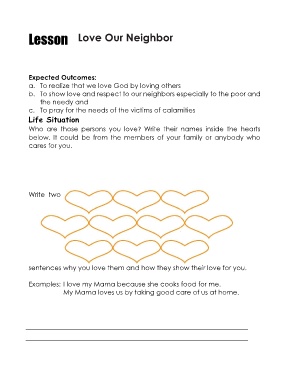 Lesson Love Our Neighbor
Expected Outcomes:
a. To realize that we love God by loving others
b. To show love and respect to our neighbors especially to the poor and
the needy and
c. To pray for the needs of the victims of calamities
Life Situation
Who are those persons you love? Write their names inside the hearts
below. It could be from the members of your family or anybody who
cares for you.
Write two
sentences why you love them and how they show their love for you.
Examples: I love my Mama because she cooks food for me.
My Mama loves us by taking good care of us at home.